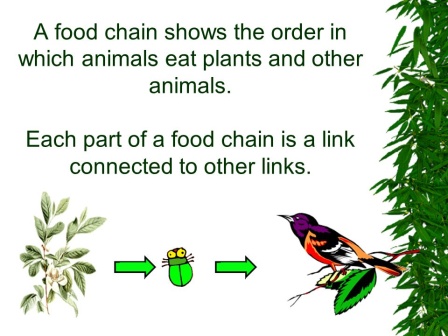 A food chain shows the order in
which animals eat plants and other
animals.
Each part of a food chain is a link
connected to other links.